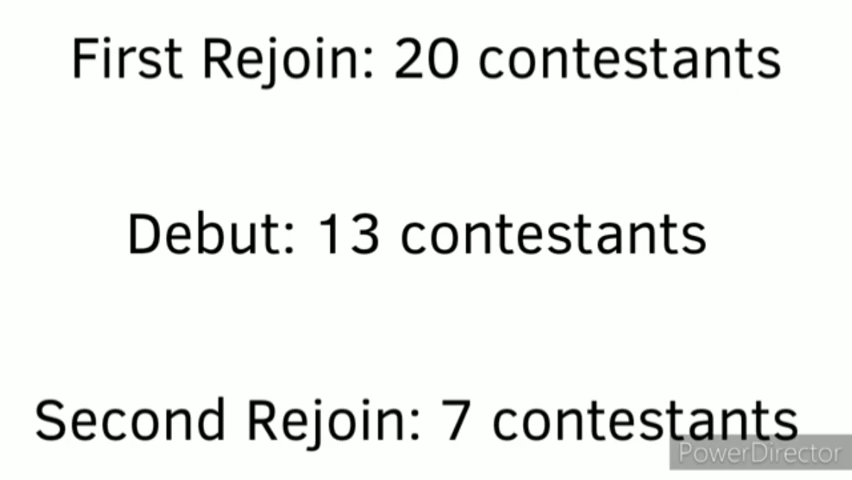 First Rejoin: 20 contestants
Debut: 13 contestants
Second Rejoin: 7 contestants
PowerDirector